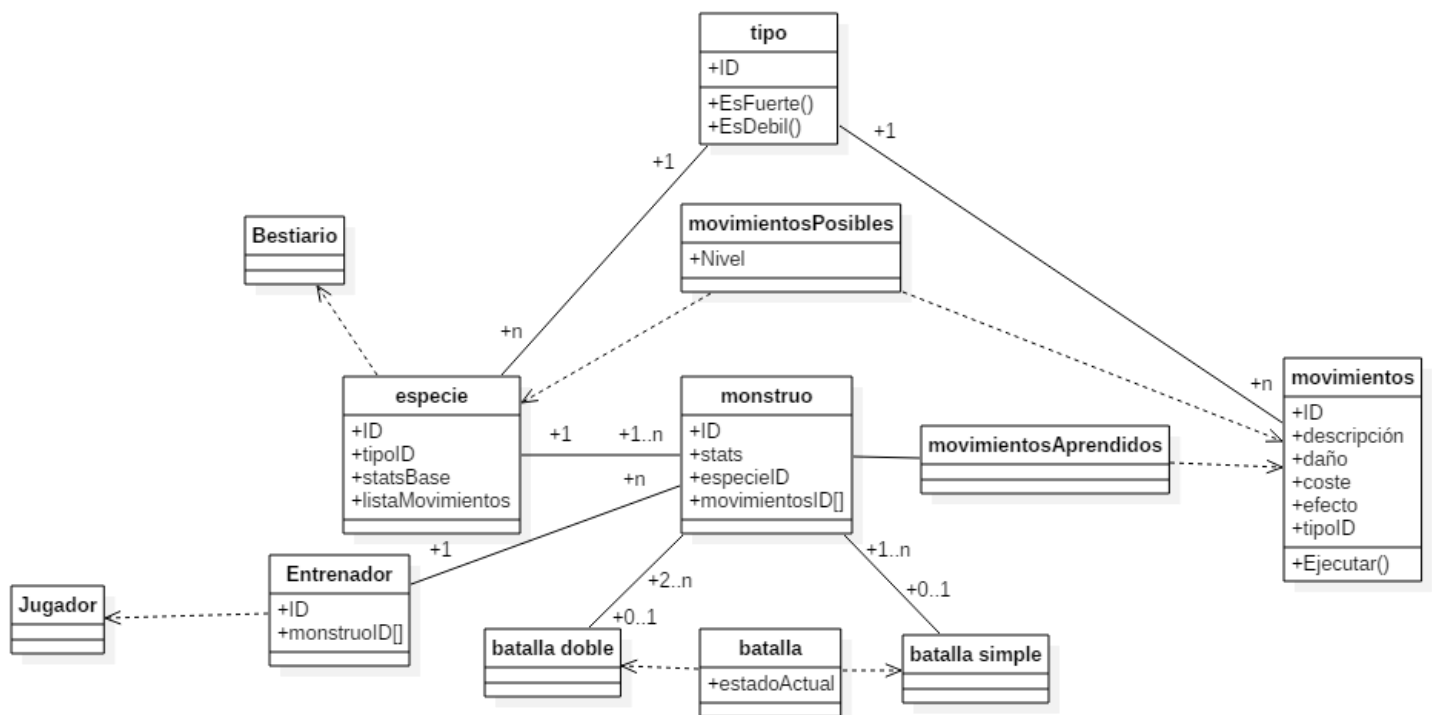 tipo
+ID
+EsFuerte()
+EsDebil()
+1
+1
movimientosPosibles
+Nivel
Bestiario
+n
+n
especie
+ID
+tipoID
+statsBase
+listaMovimientos
+1
+1..n
monstruo
+ID
+stats
+especieID
+movimientosID[]
movimientosAprendidos
movimientos
+ID
+descripción
+daño
+coste
+efecto
+tipoID
+Ejecutar()
+n
+1
Entrenador
+ID
+monstruoID[]
Jugador
+2..n
+0..1
+1..n
+0..1
batalla doble
batalla
+estadoActual
batalla simple